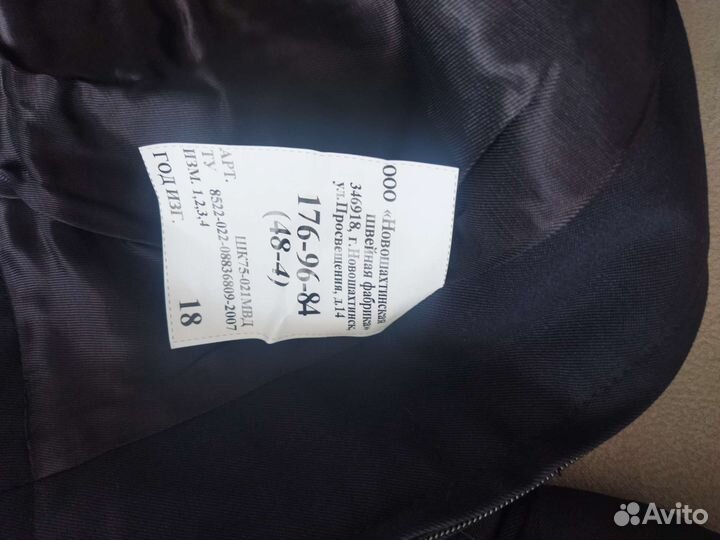 ООО «Новошахтинская
швейная фабрика»
346918, г.Новошахтинск
ул.Просвещения, д.14
176-96-84
(48-4)
АРТ. ШК75-021МВД
ТУ 8522-022-08836809-2007
ИЗМ. 1,2,3,4
ГОД ИЗГ. 18
Avito